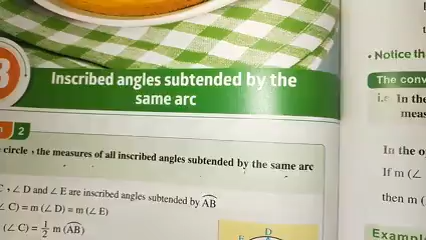 3
Inscribed angles subtended by the
same arc
2
circle , the measures of all inscribed angles subtended by the same arc
, ∠ D and ∠ E are inscribed angles subtended by AB
∠ C) = m (∠ D) = m (∠ E)
(∠ C) = 1/2 m (AB)
D
E
• Notice th
The conv
i.e In the
meas
In the o
If m (∠
then m (
Exampl